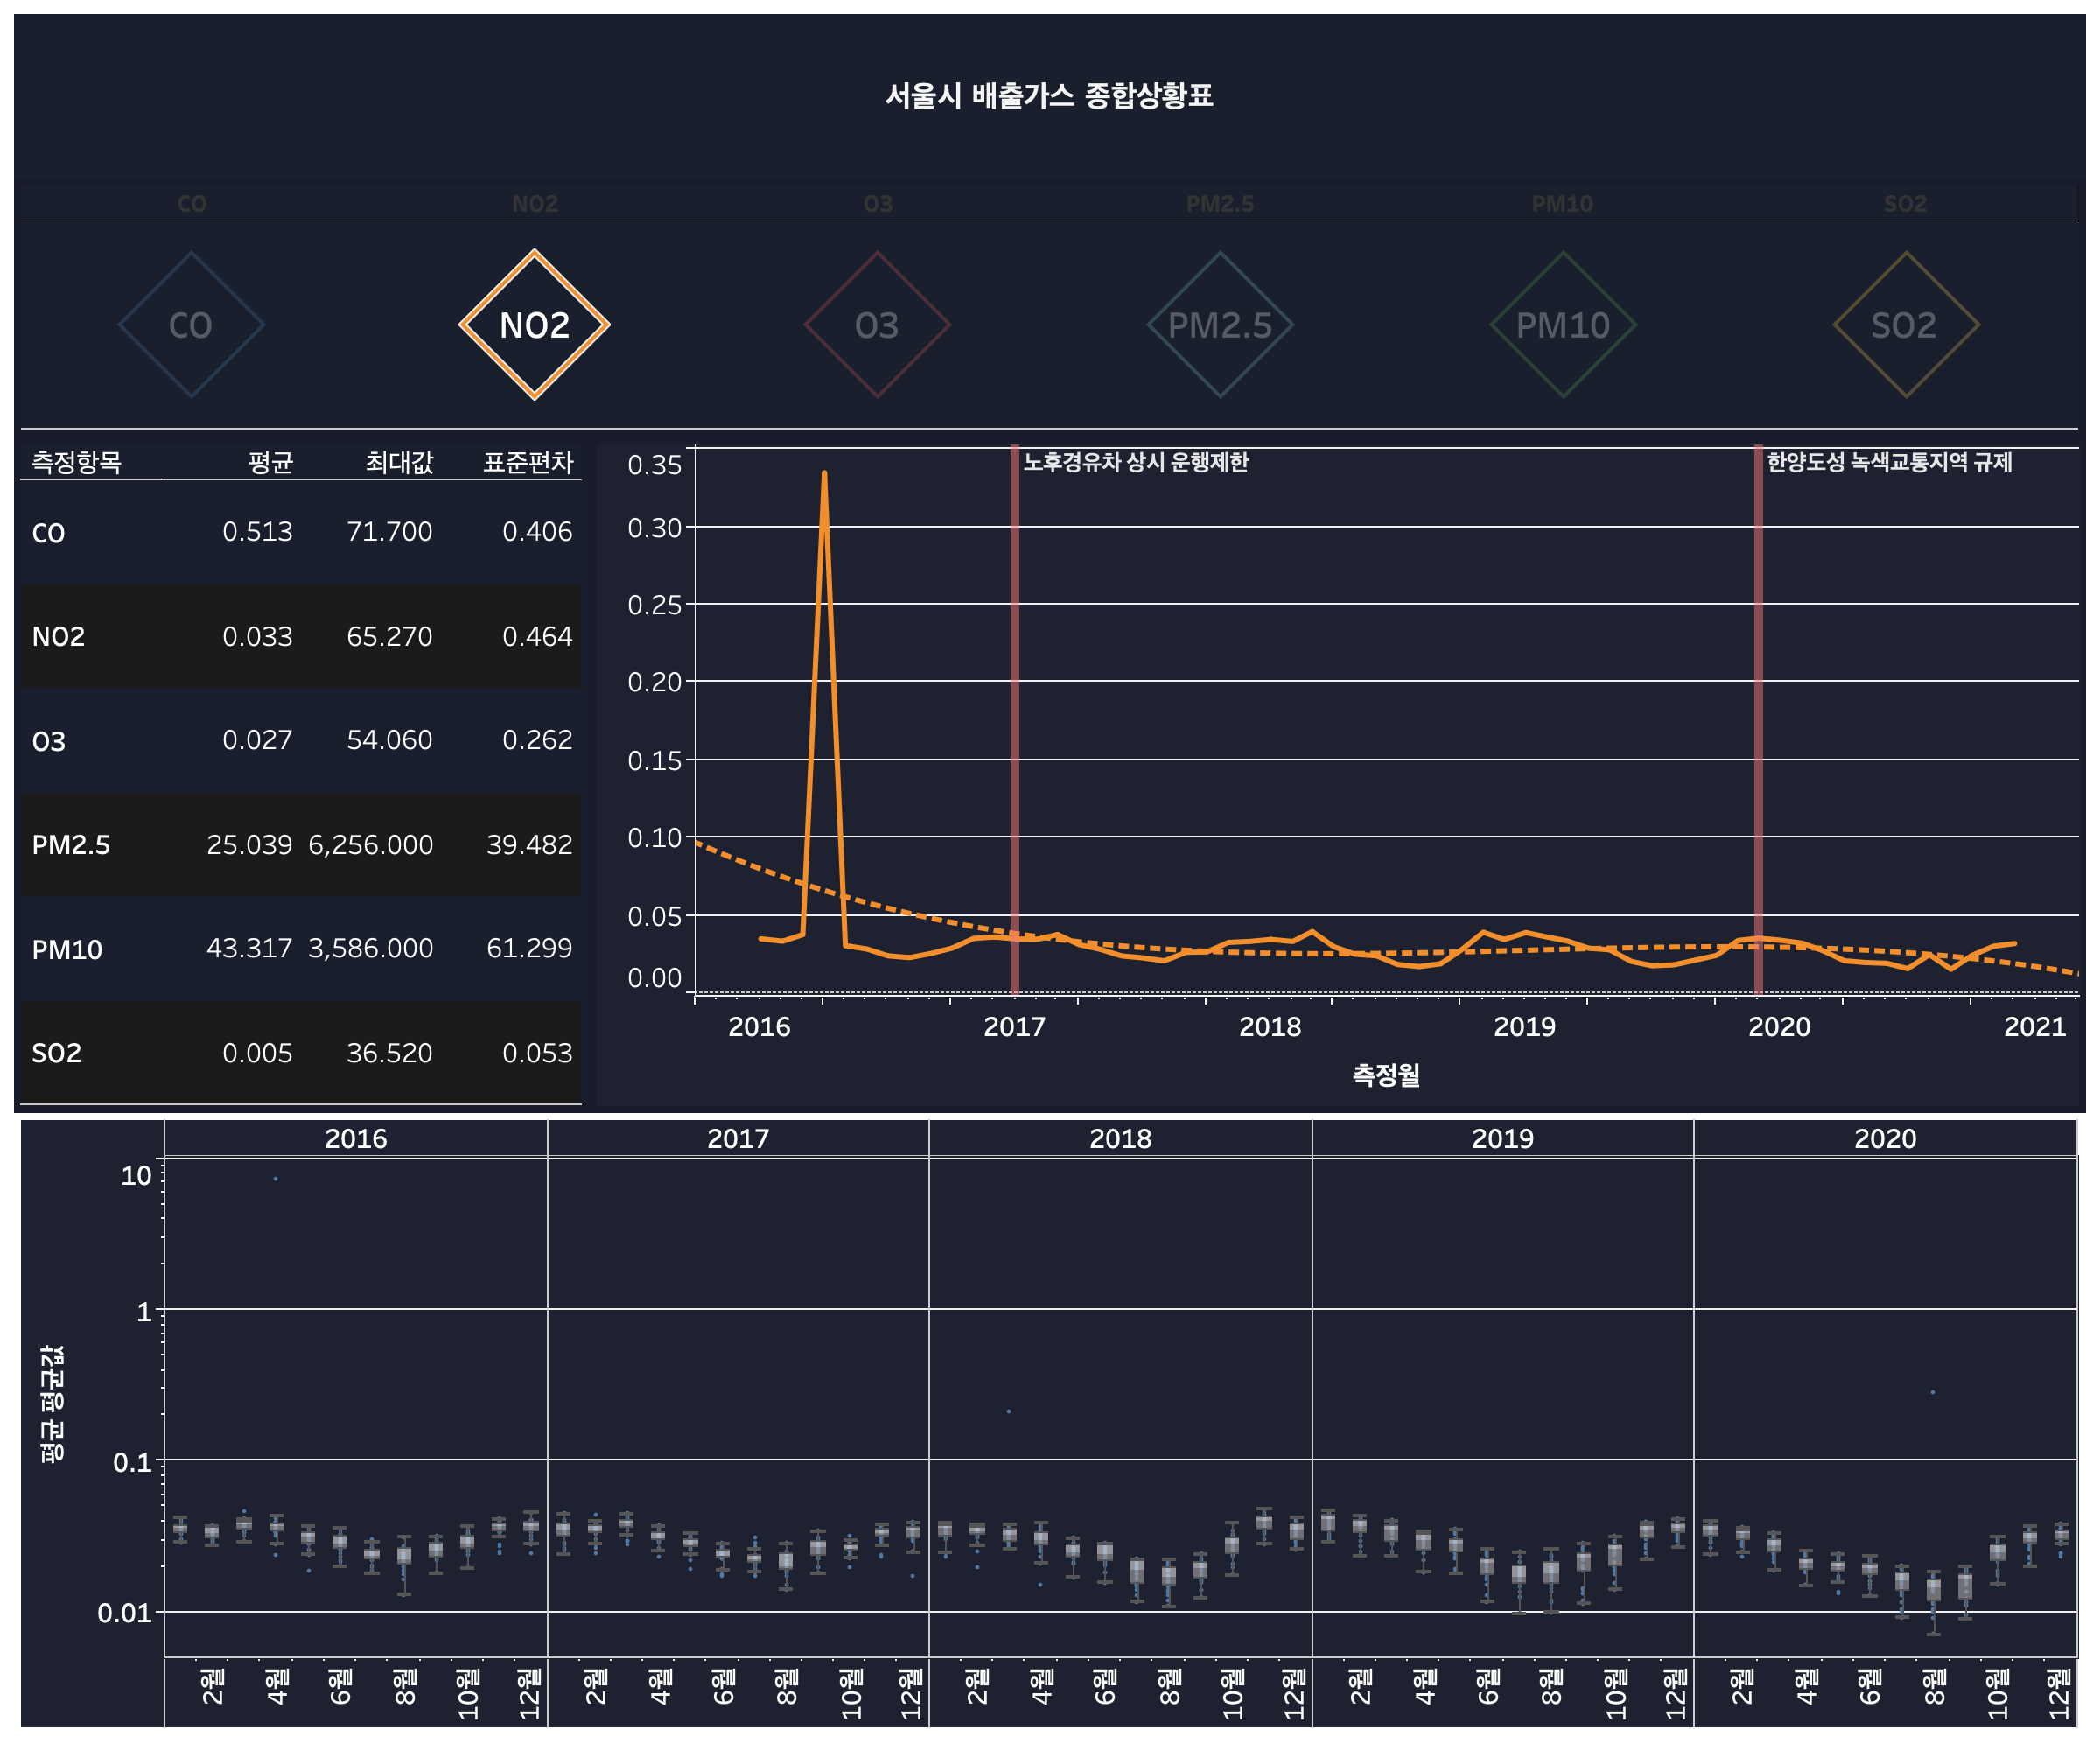 서울시 배출가스 종합상황표
CO NO2 O3 PM2.5 PM10 SO2
CO NO2 O3 PM2.5 PM10 SO2
측정항목 평균 최대값 표준편차
CO 0.513 71.700 0.406
NO2 0.033 65.270 0.464
O3 0.027 54.060 0.262
PM2.5 25.039 6,256.000 39.482
PM10 43.317 3,586.000 61.299
SO2 0.005 36.520 0.053
노후경유차 상시 운행제한 한양도성 녹색교통지역 규제
0.35
0.30
0.25
0.20
0.15
0.10
0.05
0.00
2016 2017 2018 2019 2020 2021
측정월
2016 2017 2018 2019 2020
10
1
0.1
0.01
평균 평균값
2월 4월 6월 8월 10월 12월 2월 4월 6월 8월 10월 12월 2월 4월 6월 8월 10월 12월 2월 4월 6월 8월 10월 12월 2월 4월 6월 8월 10월 12월